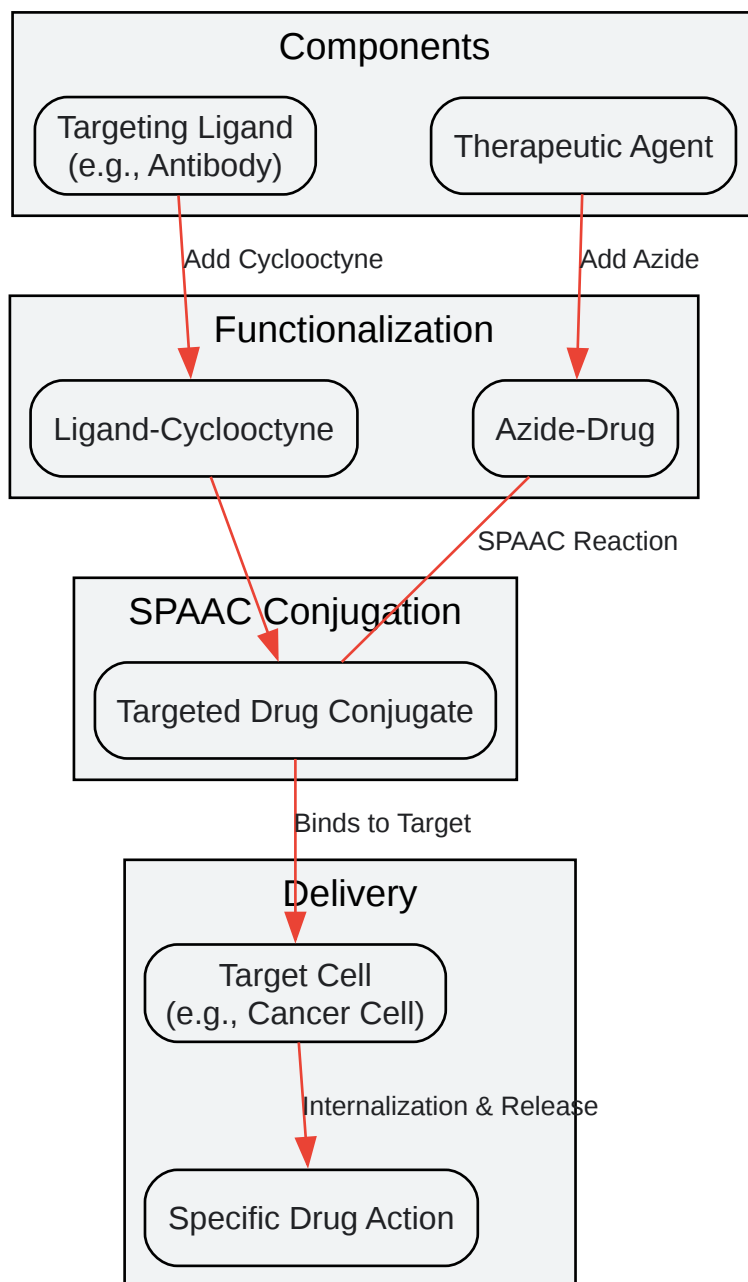 Components
Targeting Ligand
(e.g., Antibody)
Therapeutic Agent
Add Cyclooctyne
Add Azide
Functionalization
Ligand-Cyclooctyne
Azide-Drug
SPAAC Reaction
SPAAC Conjugation
Targeted Drug Conjugate
Binds to Target
Delivery
Target Cell
(e.g., Cancer Cell)
Internalization & Release
Specific Drug Action